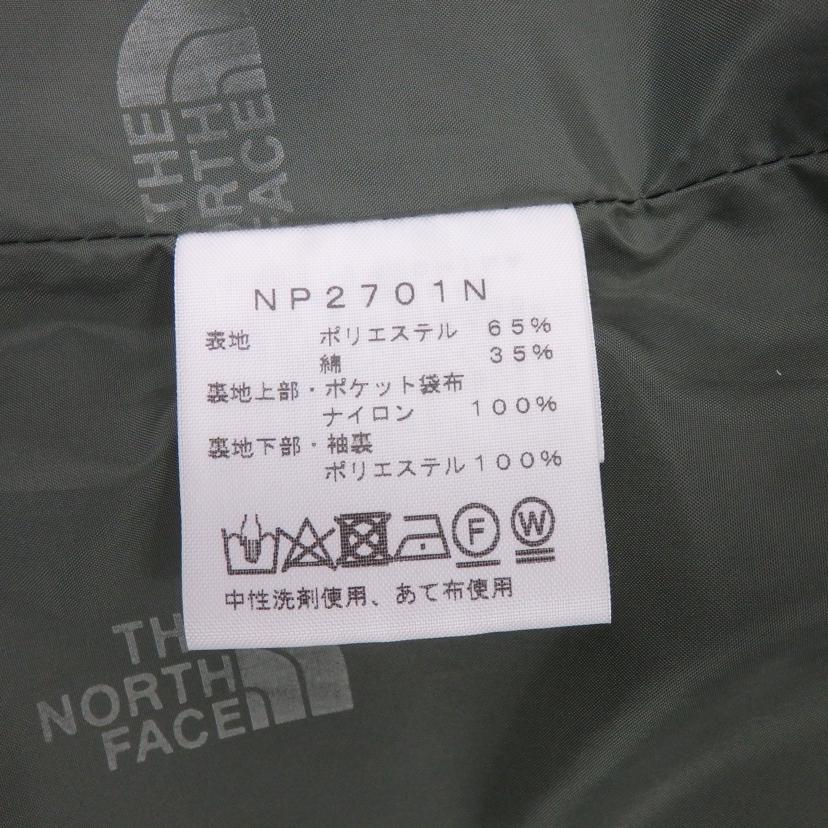 THE
NORTH
FACE
NP2701N
表地 ポリエステル 65%
綿 35%
裏地上部・ポケット袋布
ナイロン 100%
裏地下部・袖裏
ポリエステル100%
F W
中性洗剤使用、あて布使用
TH
NORTH
FACE